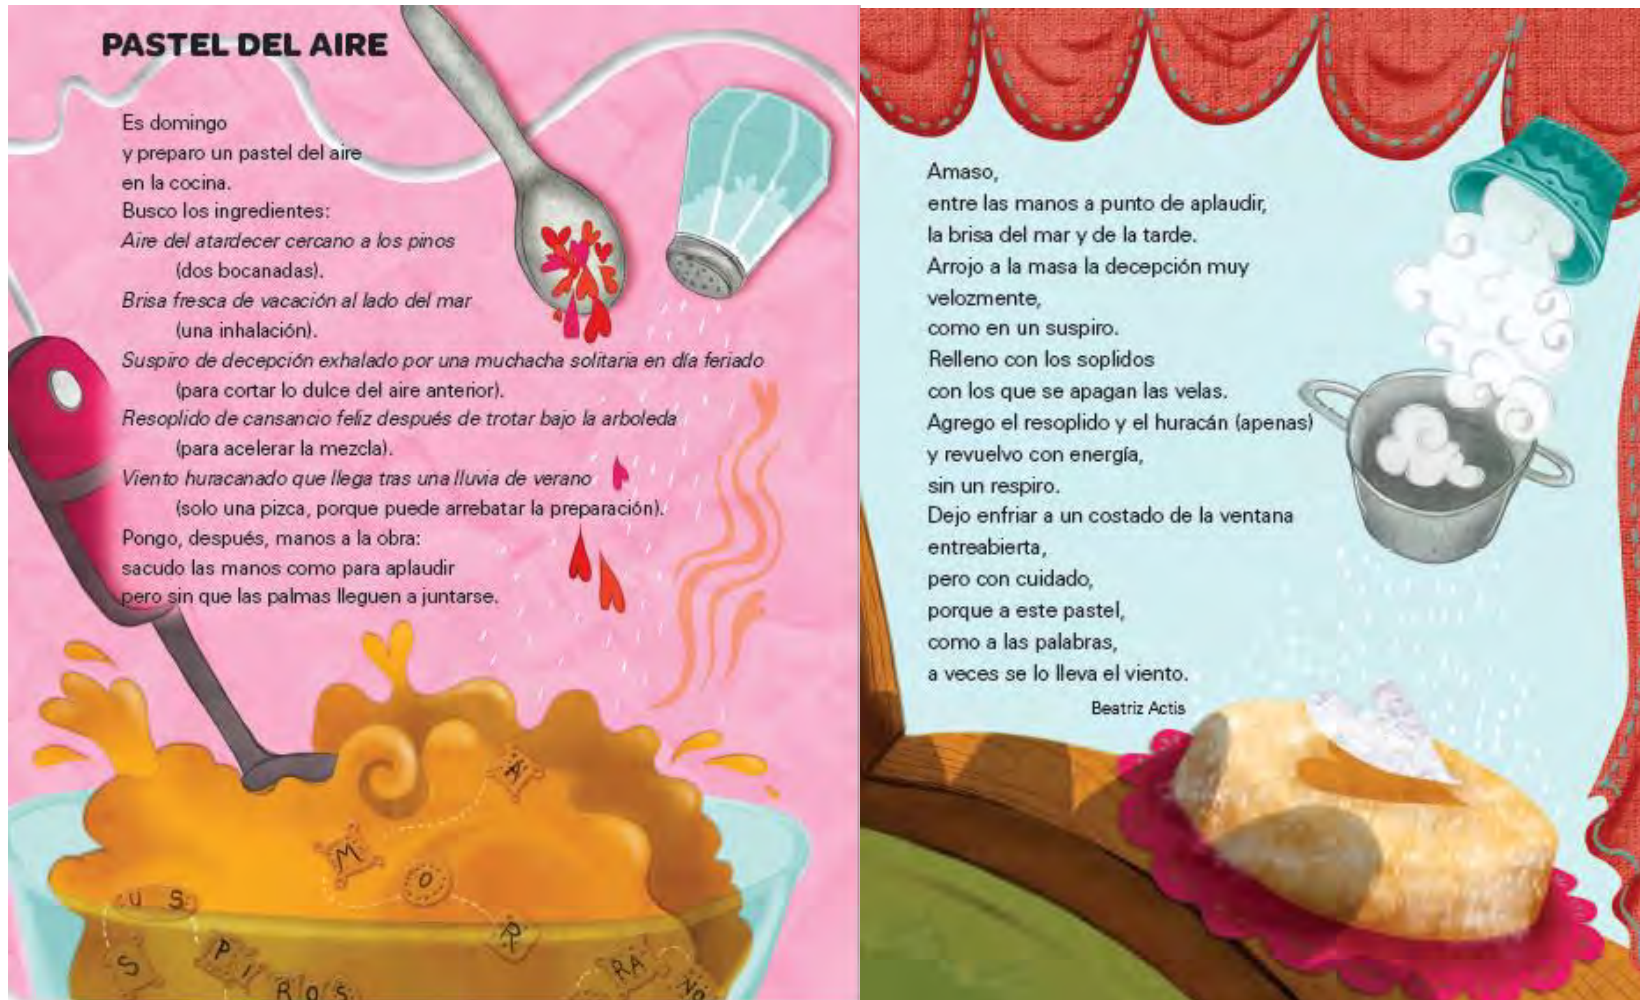 PASTEL DEL AIRE
Es domingo
y preparo un pastel del aire
en la cocina.
Busco los ingredientes:
Aire del atardecer cercano a los pinos
(dos bocanadas).
Brisa fresca de vacación al lado del mar
(una inhalación).
Suspiro de decepción exhalado por una muchacha solitaria en día feriado
(para cortar lo dulce del aire anterior).
Resoplido de cansancio feliz después de trotar bajo la arboleda
(para acelerar la mezcla).
Viento huracanado que llega tras una lluvia de verano
(solo una pizca, porque puede arrebatar la preparación).
Pongo, después, manos a la obra:
sacudo las manos como para aplaudir
pero sin que las palmas lleguen a juntarse.
A
M
O
R
U S
S
P I
R O S
RA
NO
Amaso,
entre las manos a punto de aplaudir,
la brisa del mar y de la tarde.
Arrojo a la masa la decepción muy
velozmente,
como en un suspiro.
Relleno con los soplidos
con los que se apagan las velas.
Agrego el resoplido y el huracán (apenas)
y revuelvo con energía,
sin un respiro.
Dejo enfriar a un costado de la ventana
entreabierta,
pero con cuidado,
porque a este pastel,
como a las palabras,
a veces se lo lleva el viento.
Beatriz Actis